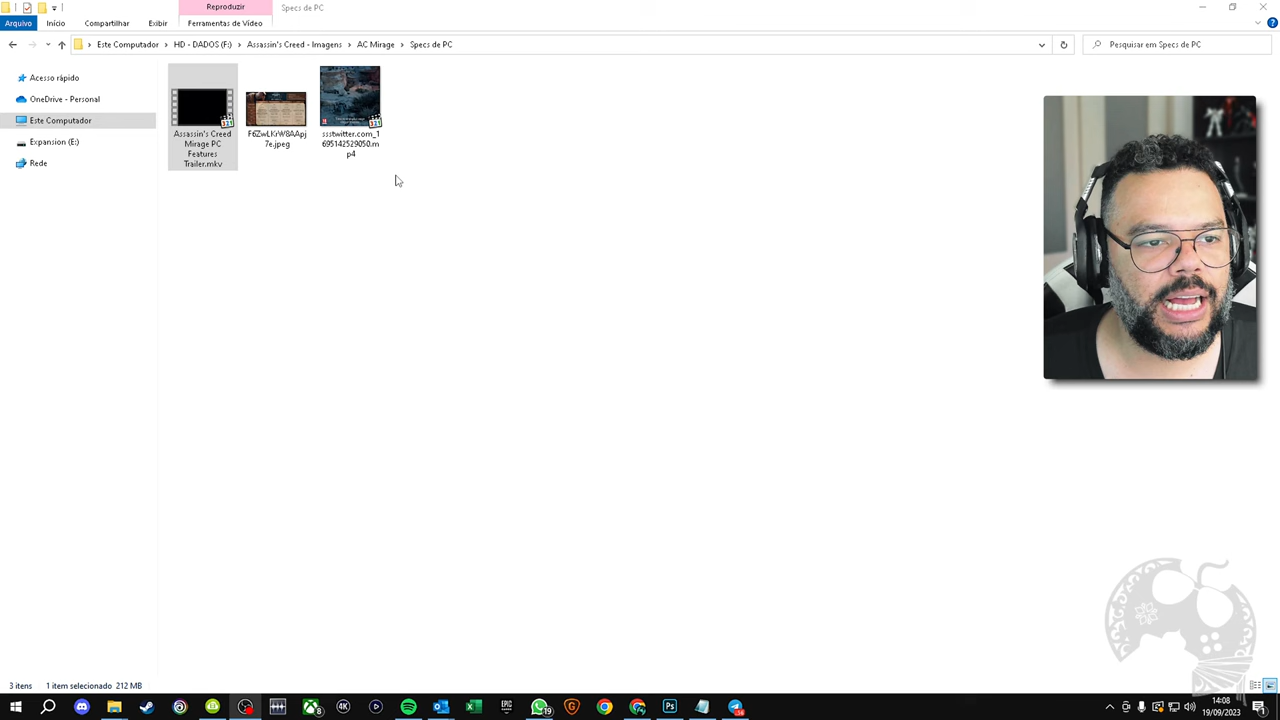 Reproduzir
Specs de PC
Arquivo
Início
Compartilhar
Exibir
Ferramentas de Vídeo
Este Computador
HD - DADOS (F:)
Assassin's Creed - Imagens
AC Mirage
Specs de PC
Pesquisar em Specs de PC
Acesso rápido
OneDrive - Personal
Este Computador
Expansion (E:)
Rede
Assassin's Creed
Mirage PC
Features
Trailer.mkv
F6ZwLKrW8AApj
7e.jpeg
ssstwitter.com_1
695142529050.m
p4
3 itens
1 item selecionado 212 MB
14:08
19/09/2023